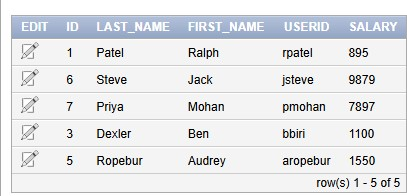 EDIT ID LAST_NAME FIRST_NAME USERID SALARY
1 Patel Ralph rpatel 895
6 Steve Jack jsteve 9879
7 Priya Mohan pmohan 7897
3 Dexler Ben bbiri 1100
5 Ropebur Audrey aropebur 1550
row(s) 1 - 5 of 5